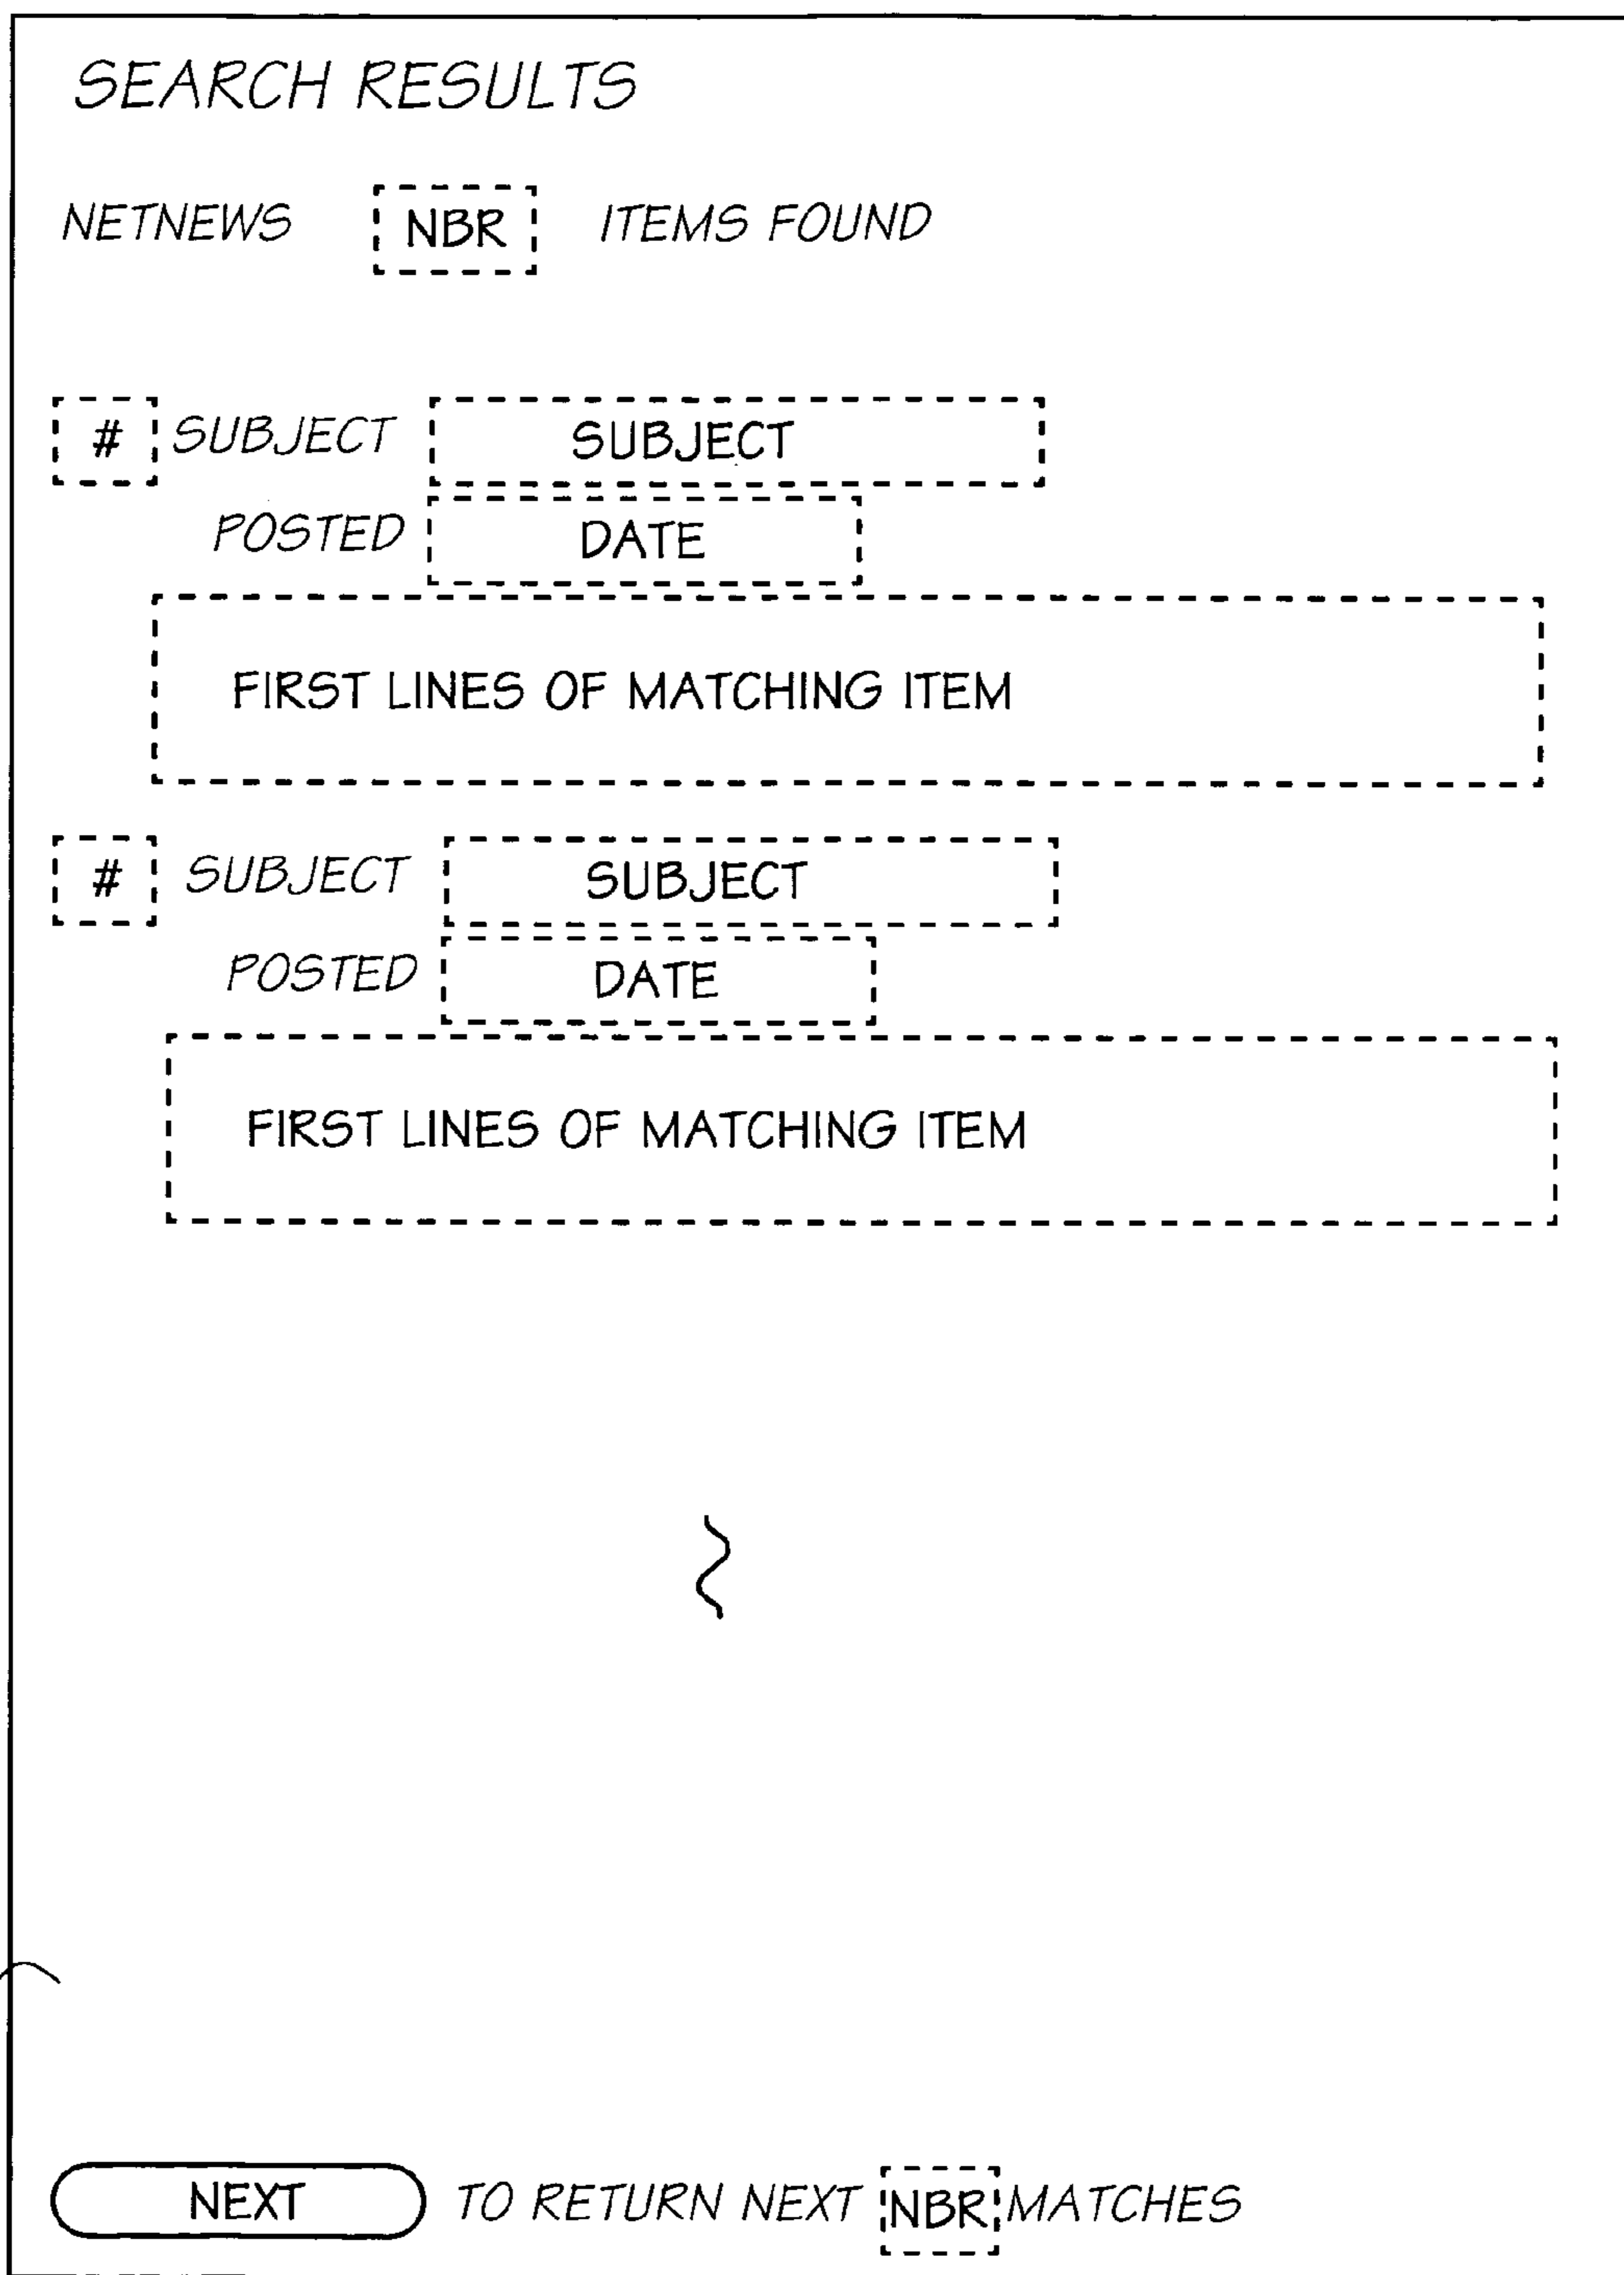 SEARCH RESULTS
NETNEWS NBR ITEMS FOUND
# SUBJECT SUBJECT
POSTED DATE
FIRST LINES OF MATCHING ITEM
# SUBJECT SUBJECT
POSTED DATE
FIRST LINES OF MATCHING ITEM
NEXT TO RETURN NEXT NBR MATCHES